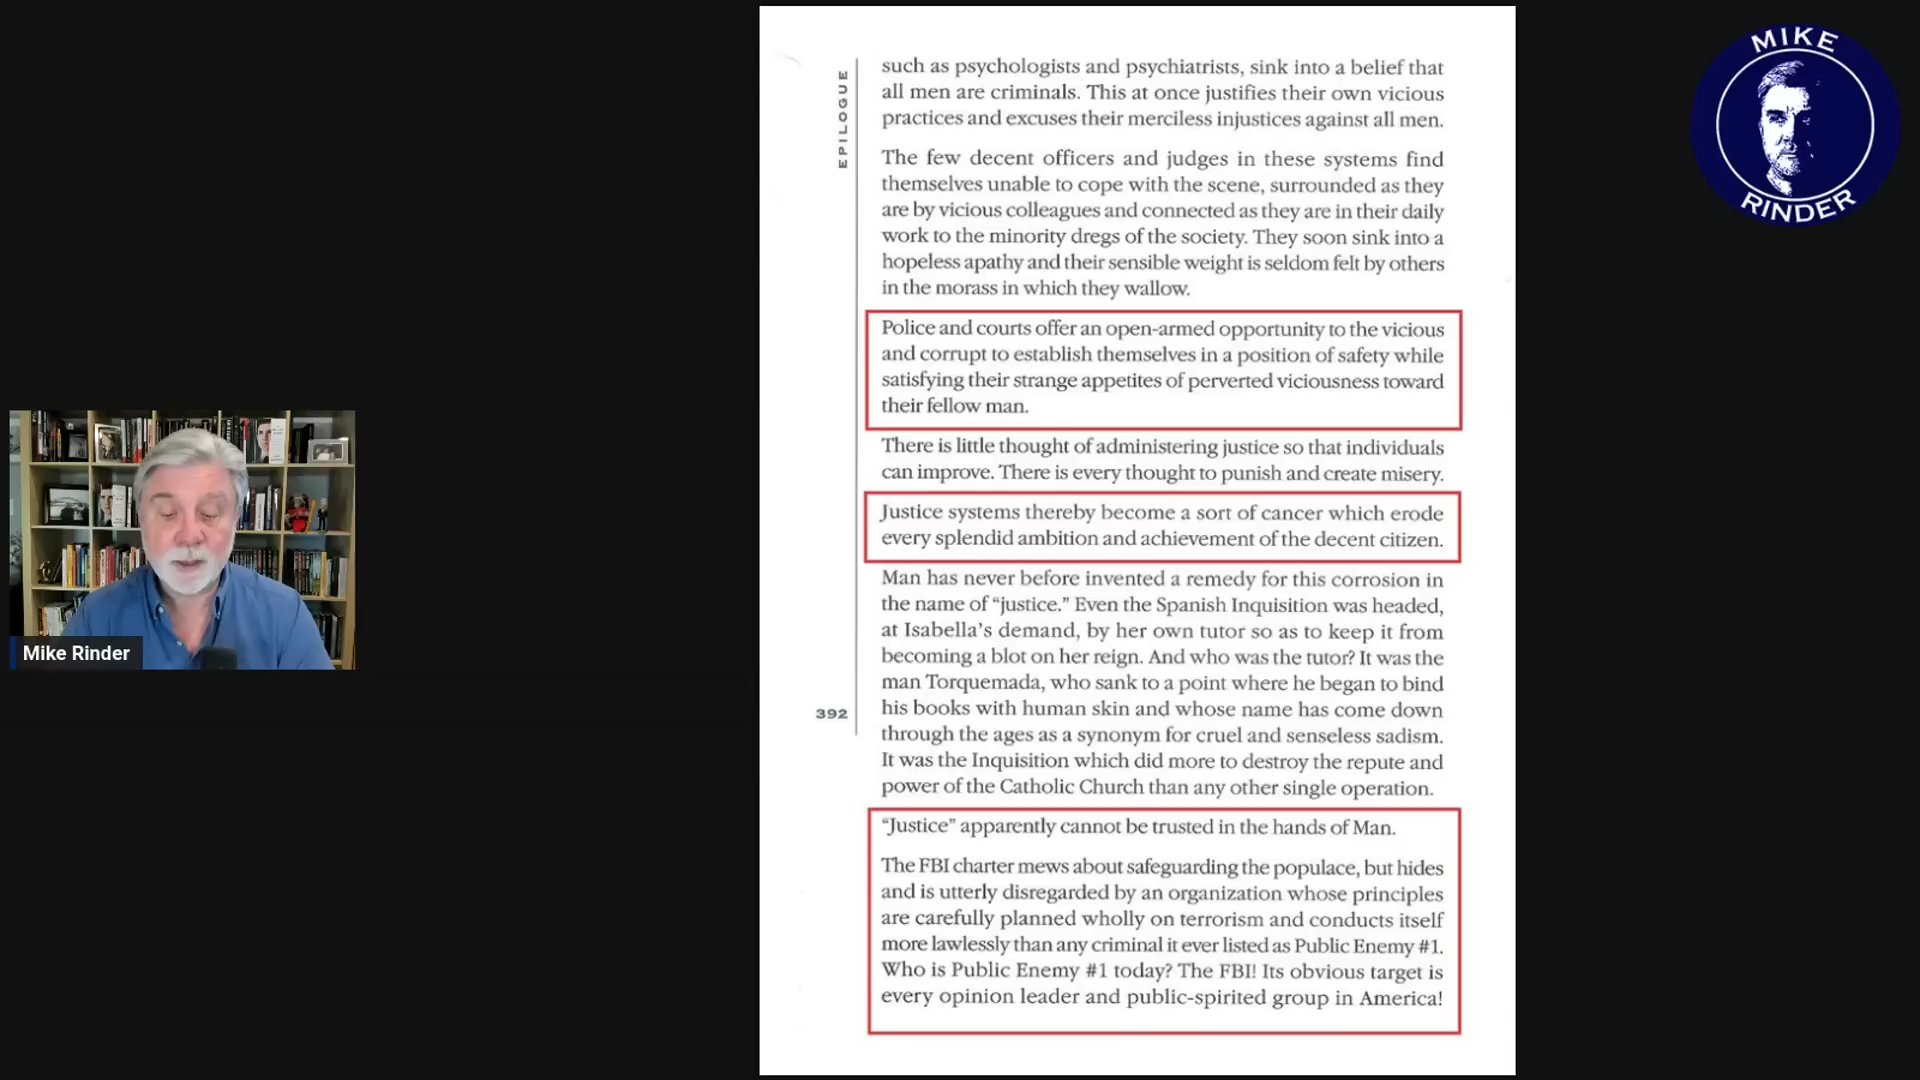 EPILOGUE
such as psychologists and psychiatrists, sink into a belief that
all men are criminals. This at once justifies their own vicious
practices and excuses their merciless injustices against all men.
The few decent officers and judges in these systems find
themselves unable to cope with the scene, surrounded as they
are by vicious colleagues and connected as they are in their daily
work to the minority dregs of the society. They soon sink into a
hopeless apathy and their sensible weight is seldom felt by others
in the morass in which they wallow.
Police and courts offer an open-armed opportunity to the vicious
and corrupt to establish themselves in a position of safety while
satisfying their strange appetites of perverted viciousness toward
their fellow man.
There is little thought of administering justice so that individuals
can improve. There is every thought to punish and create misery.
Justice systems thereby become a sort of cancer which erode
every splendid ambition and achievement of the decent citizen.
Man has never before invented a remedy for this corrosion in
the name of “justice.” Even the Spanish Inquisition was headed,
at Isabella’s demand, by her own tutor so as to keep it from
becoming a blot on her reign. And who was the tutor? It was the
man Torquemada, who sank to a point where he began to bind
his books with human skin and whose name has come down
through the ages as a synonym for cruel and senseless sadism.
It was the Inquisition which did more to destroy the repute and
power of the Catholic Church than any other single operation.
“Justice” apparently cannot be trusted in the hands of Man.
The FBI charter mews about safeguarding the populace, but hides
and is utterly disregarded by an organization whose principles
are carefully planned wholly on terrorism and conducts itself
more lawlessly than any criminal it ever listed as Public Enemy #1.
Who is Public Enemy #1 today? The FBI! Its obvious target is
every opinion leader and public-spirited group in America!
392
Mike Rinder
MIKE
RINDER